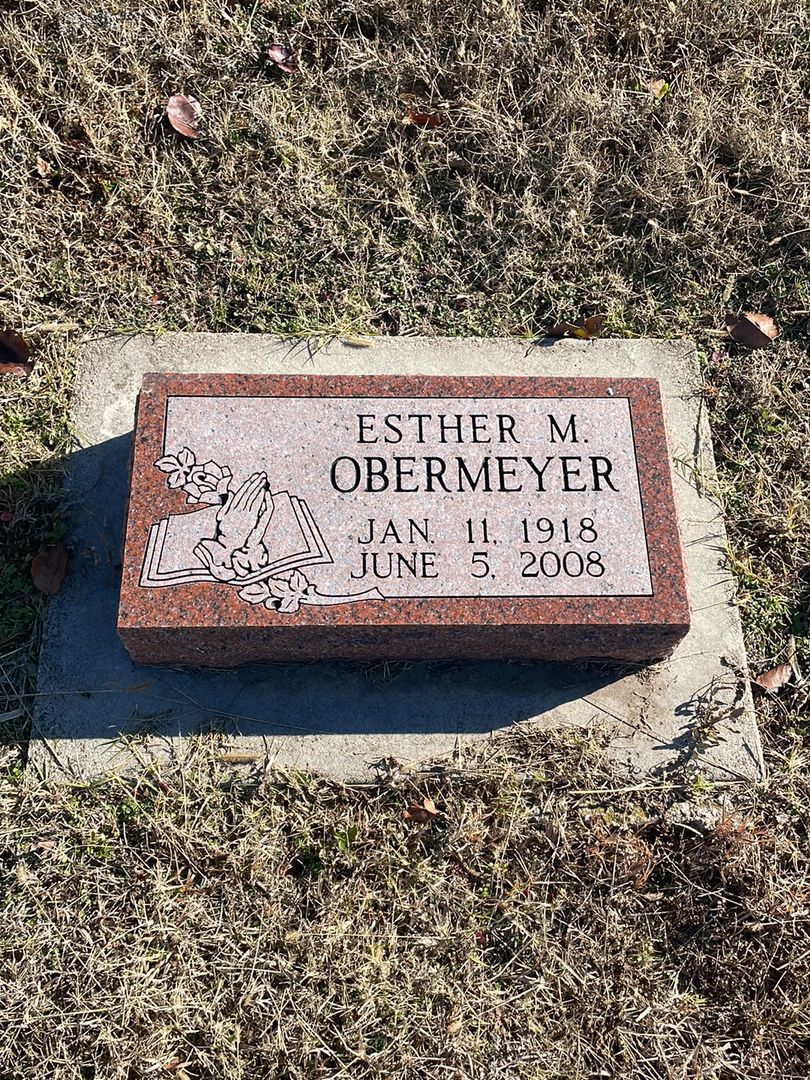 ESTHER M.
OBERMEYER
JAN. 11, 1918
JUNE 5, 2008